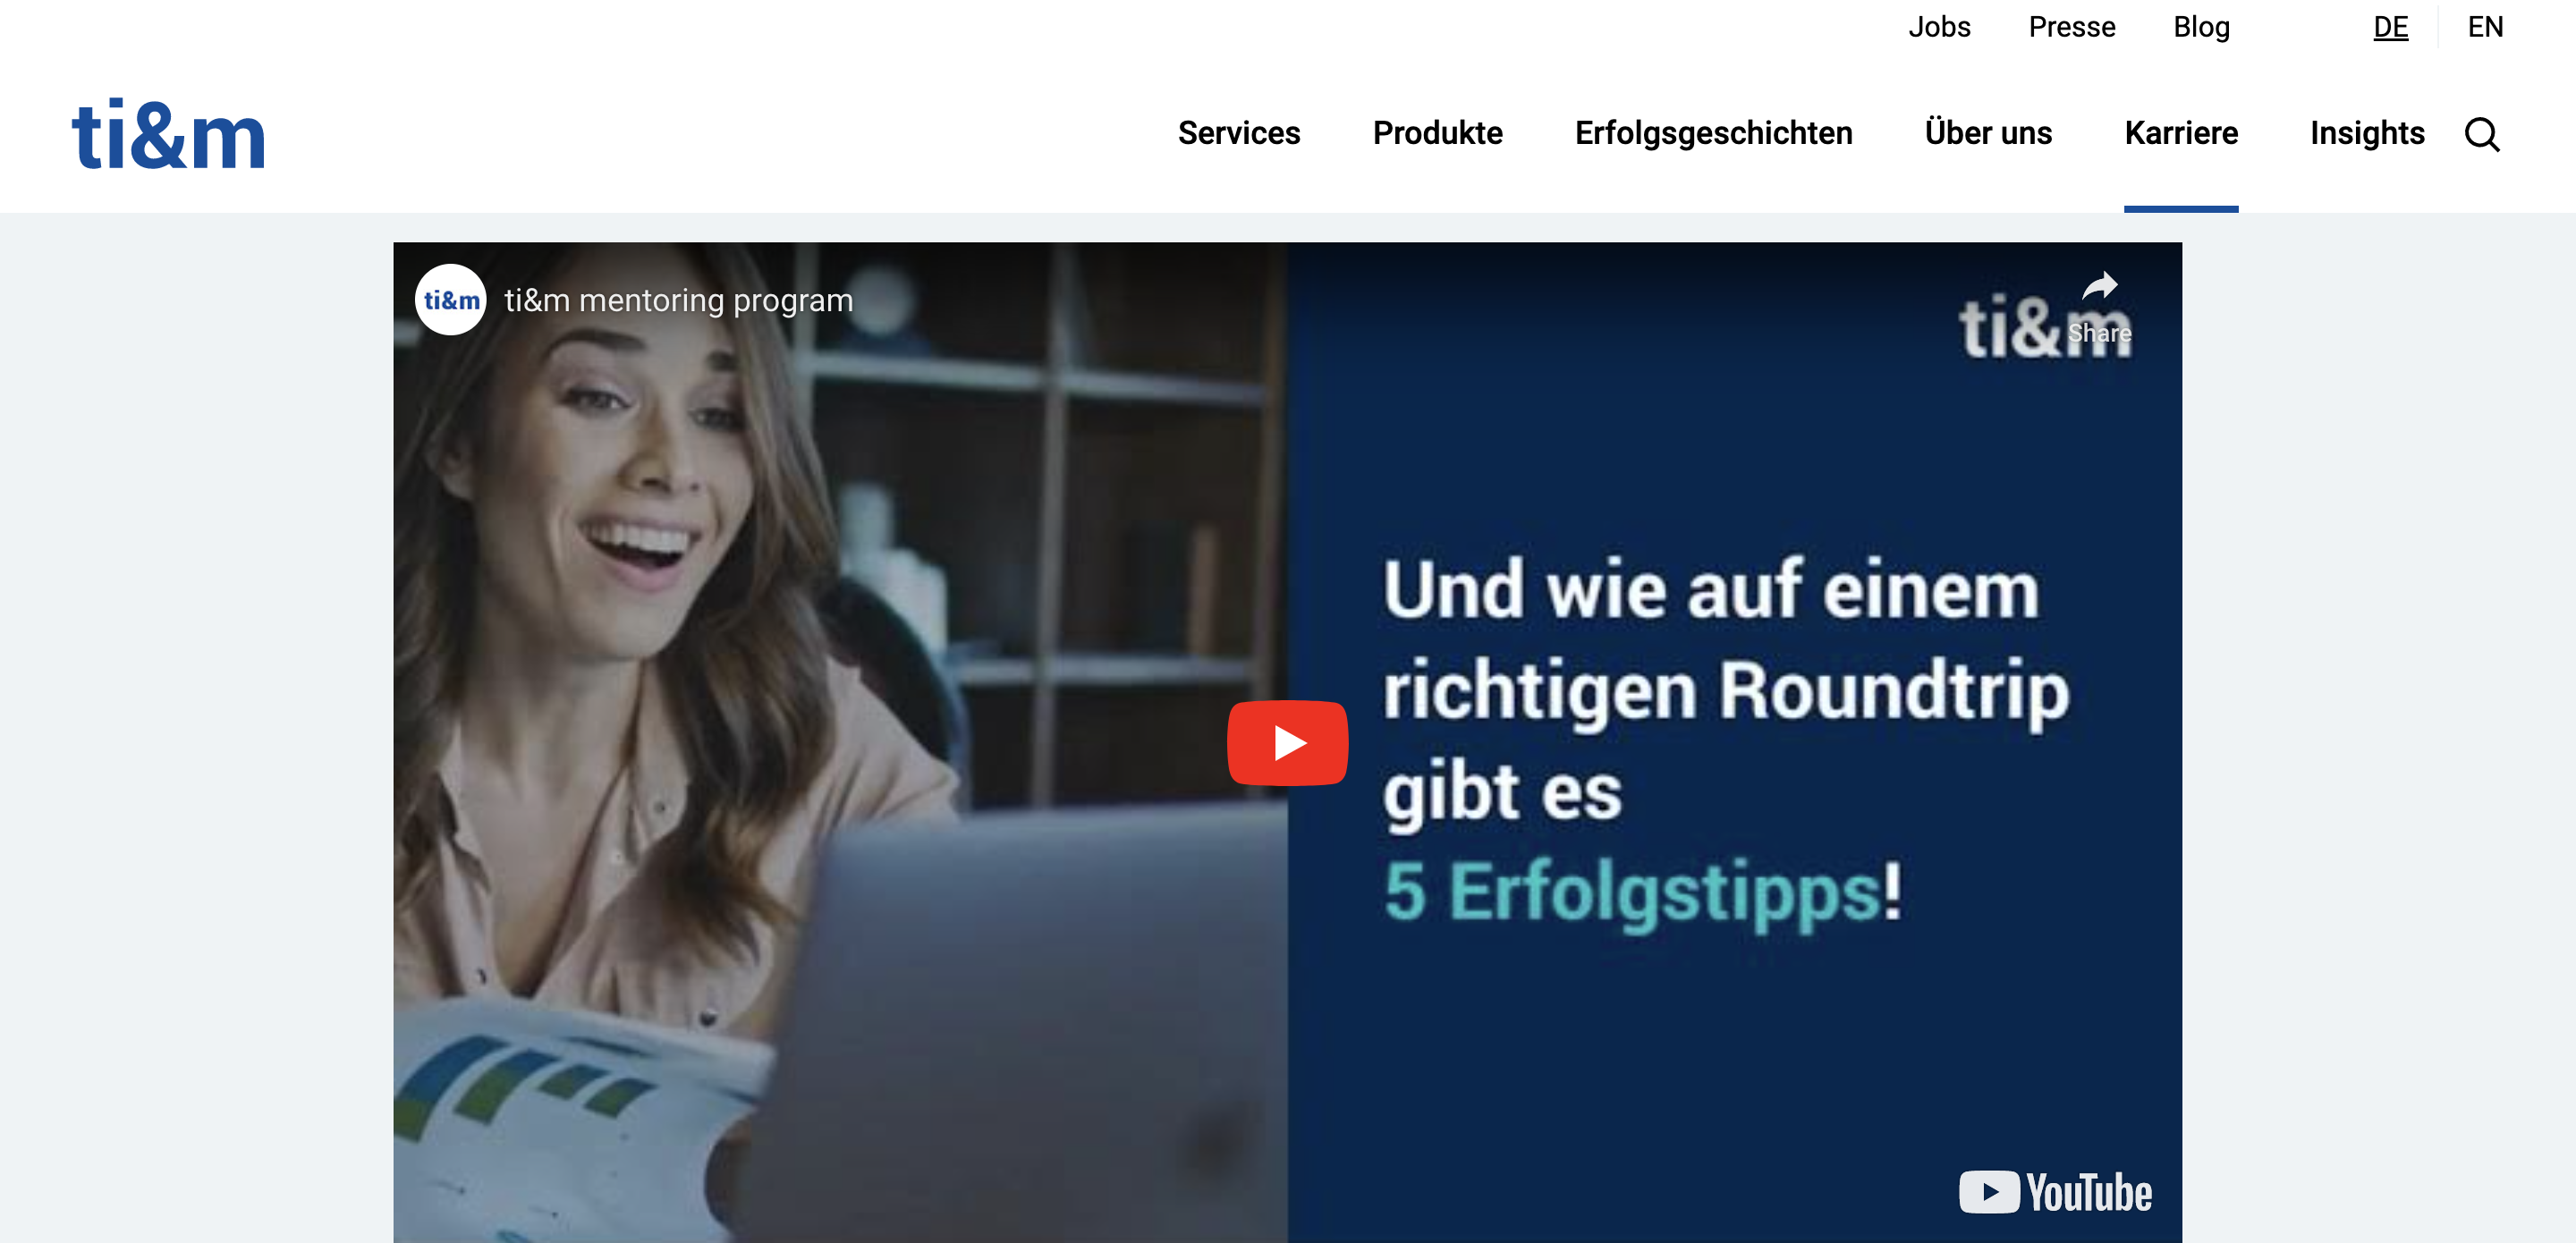 Jobs Presse Blog DE EN
ti&m
Services Produkte Erfolgsgeschichten Über uns Karriere Insights
ti&m ti&m mentoring program
ti&m
Share
Und wie auf einem
richtigen Roundtrip
gibt es
5 Erfolgstipps!
YouTube